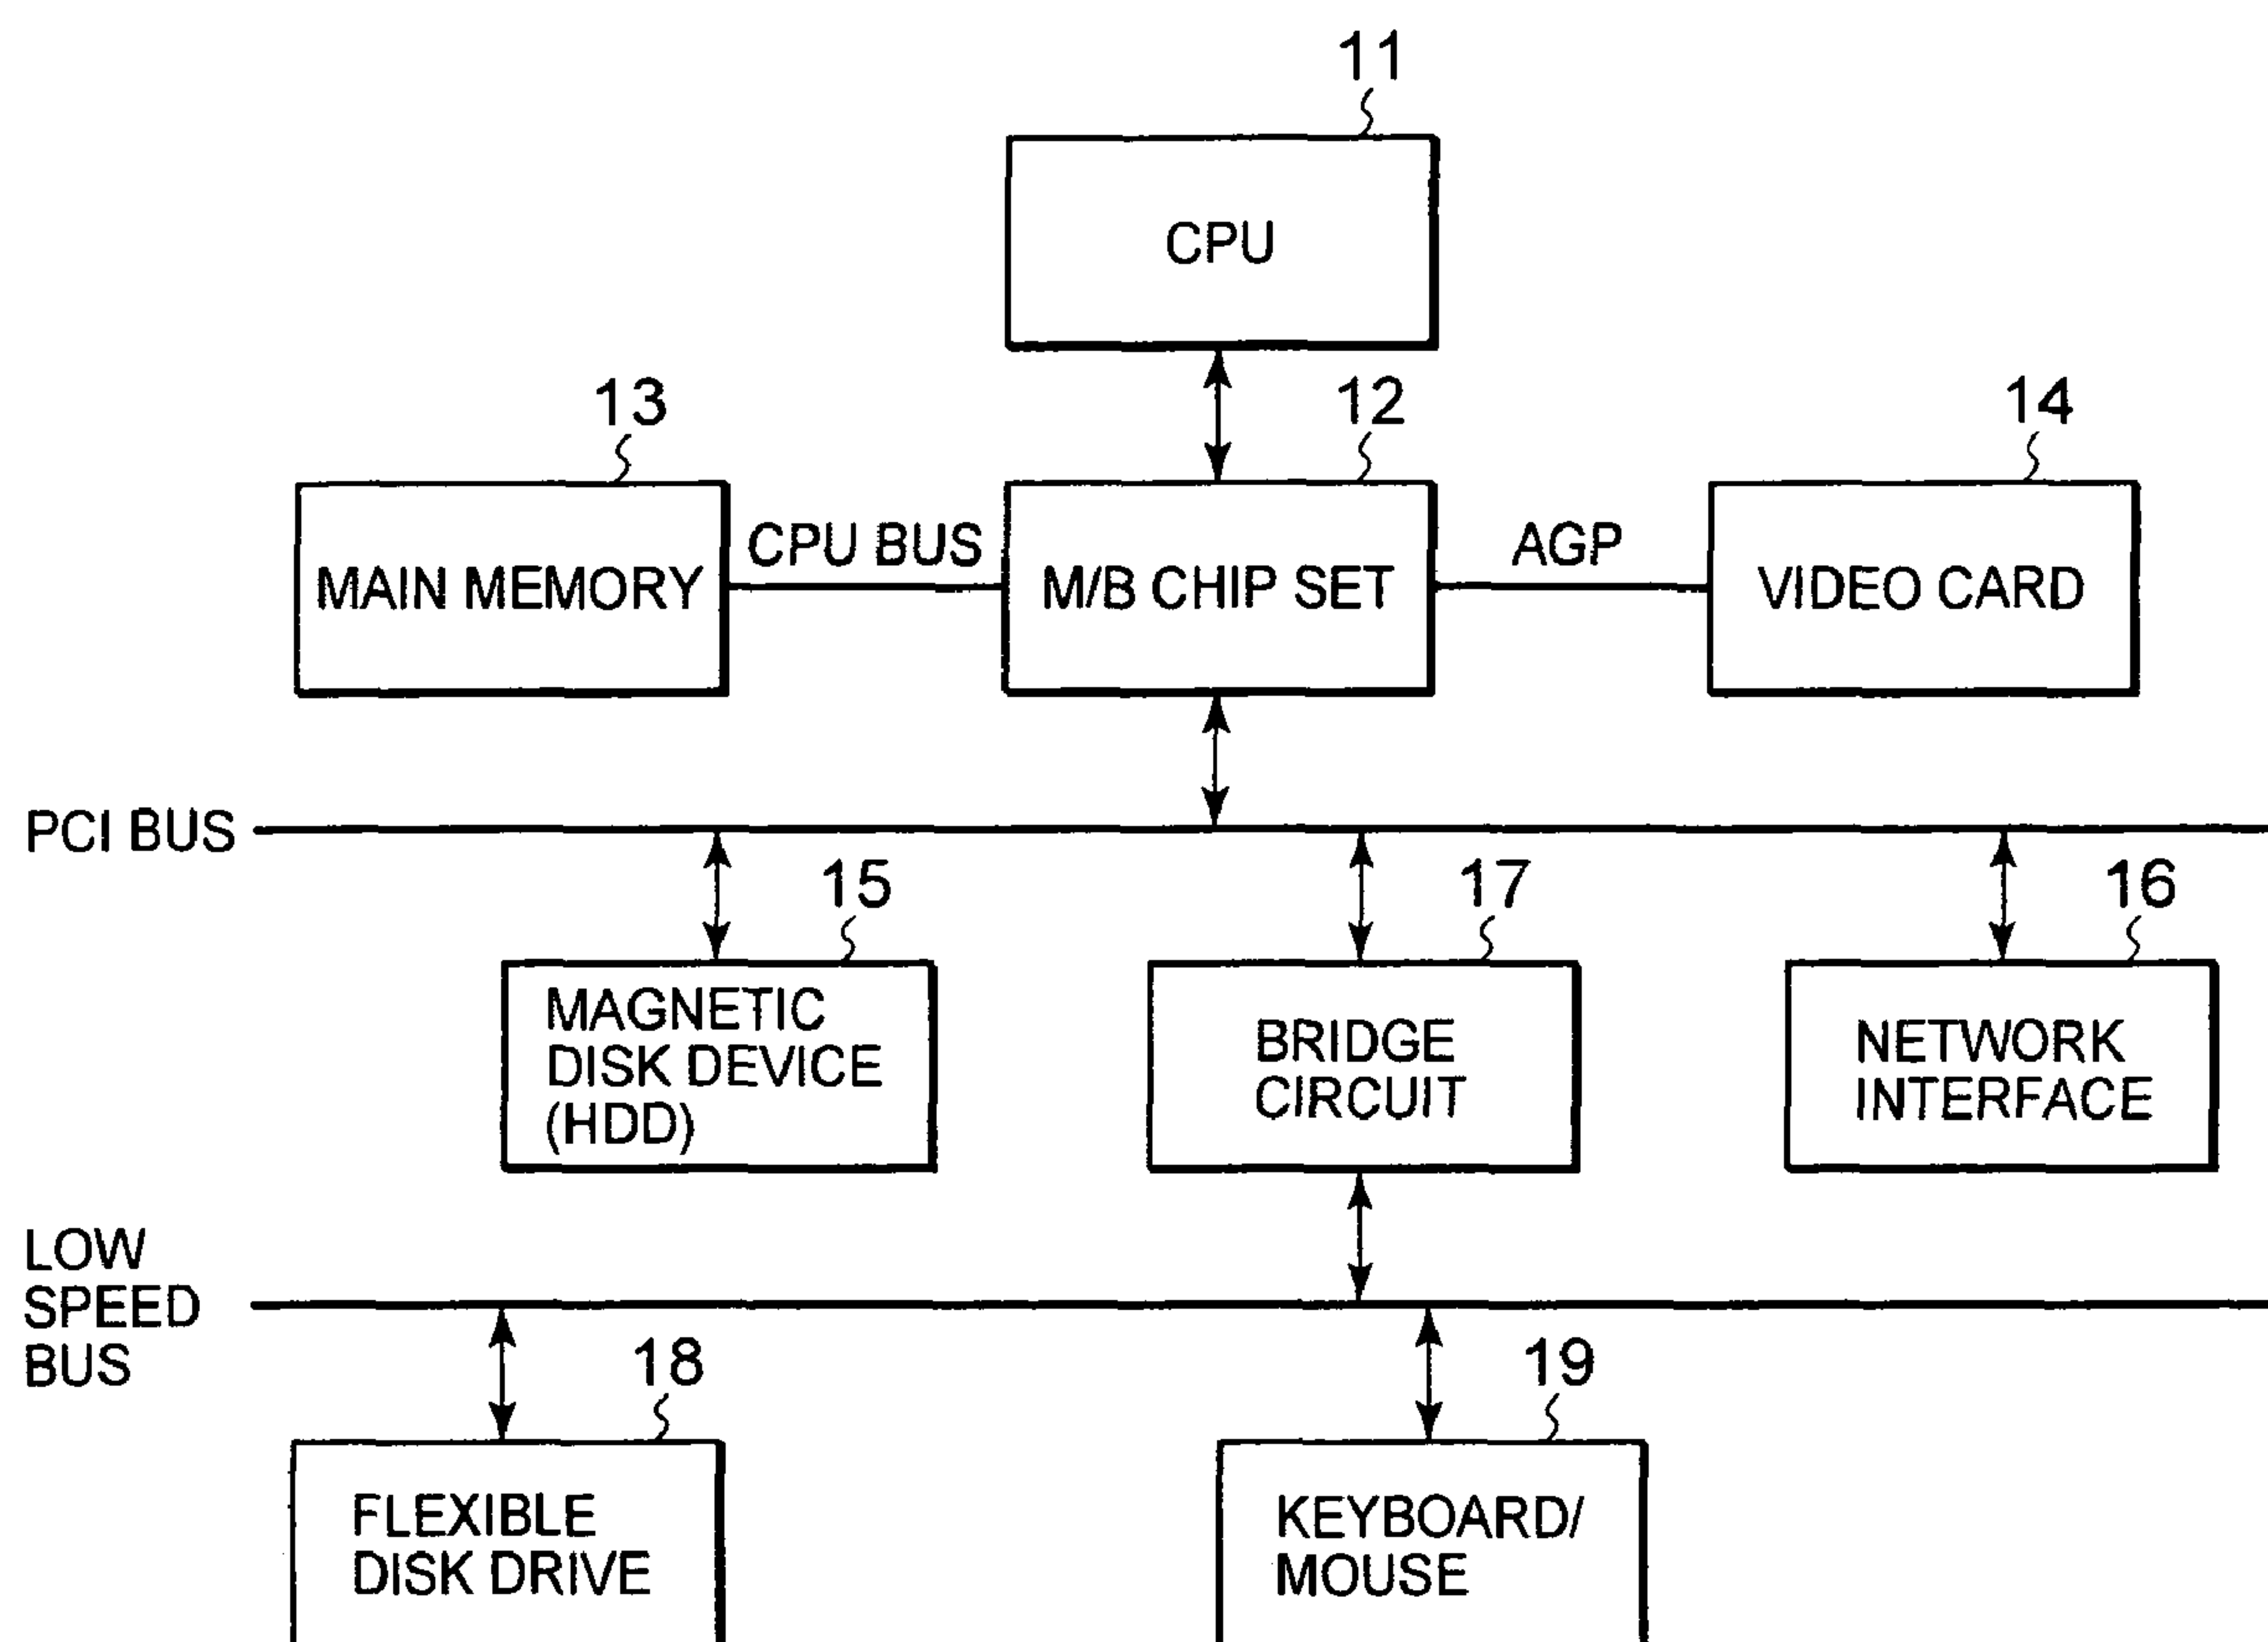 11
CPU
13
12
14
CPU BUS
AGP
MAIN MEMORY
M/B CHIP SET
VIDEO CARD
PCI BUS
15
17
16
MAGNETIC
DISK DEVICE
(HDD)
BRIDGE
CIRCUIT
NETWORK
INTERFACE
LOW
SPEED
BUS
18
19
FLEXIBLE
DISK DRIVE
KEYBOARD/
MOUSE